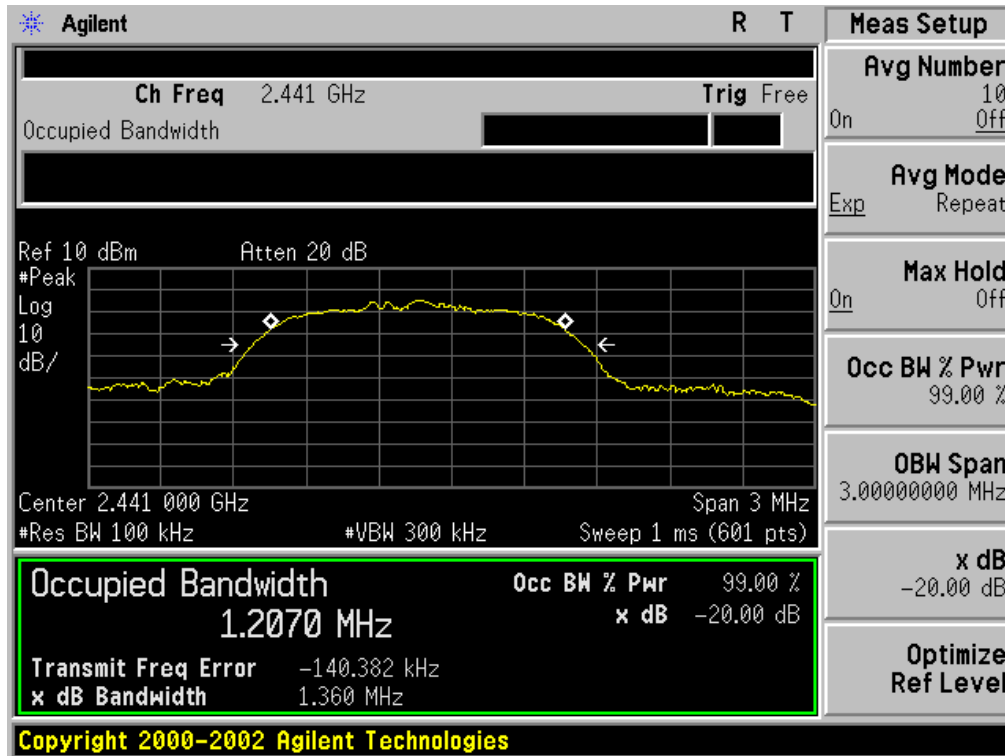 Agilent R T
Ch Freq 2.441 GHz Trig Free
Occupied Bandwidth
Ref 10 dBm Atten 20 dB
#Peak
Log
10
dB/
Center 2.441 000 GHz Span 3 MHz
#Res BW 100 kHz #VBW 300 kHz Sweep 1 ms (601 pts)
Occupied Bandwidth Occ BW % Pwr 99.00 %
1.2070 MHz x dB -20.00 dB
Transmit Freq Error -140.382 kHz
x dB Bandwidth 1.360 MHz
Meas Setup
Avg Number
10
On Off
Avg Mode
Exp Repeat
Max Hold
On Off
Occ BW % Pwr
99.00 %
OBW Span
3.00000000 MHz
x dB
-20.00 dB
Optimize
Ref Level
Copyright 2000-2002 Agilent Technologies